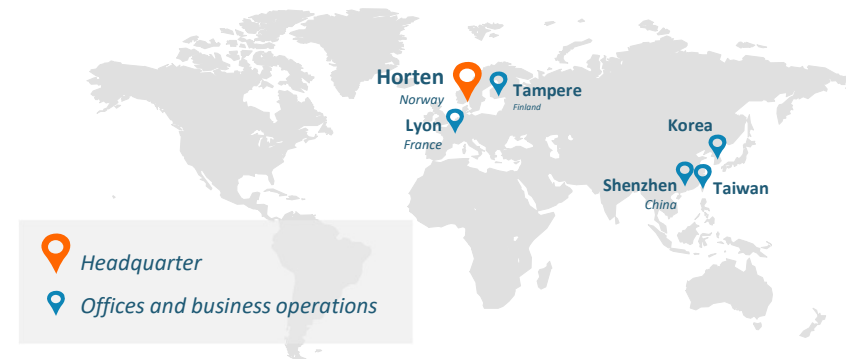 Horten
Norway
Tampere
Finland
Lyon
France
Korea
Shenzhen
China
Taiwan
Headquarter
Offices and business operations